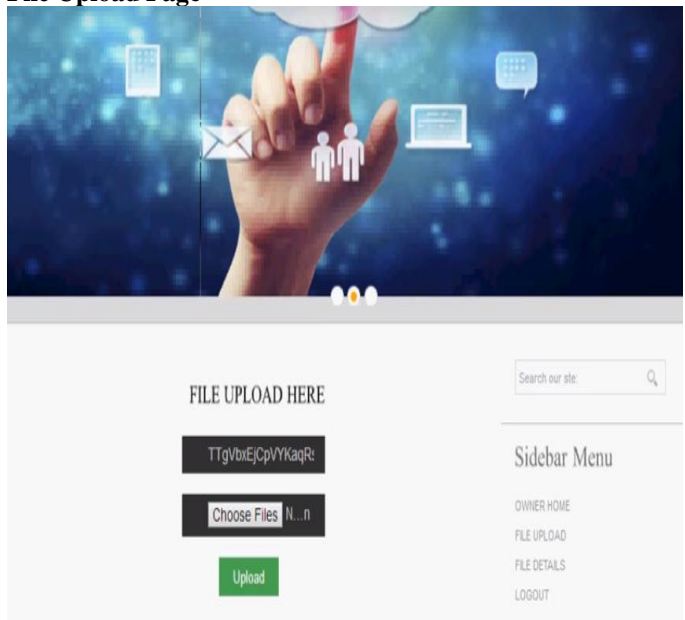 File Upload Page
FILE UPLOAD HERE
TTgVbxEjCpVYKaqRs
Choose Files N...n
Upload
Search our site:
Sidebar Menu
OWNER HOME
FILE UPLOAD
FILE DETAILS
LOGOUT